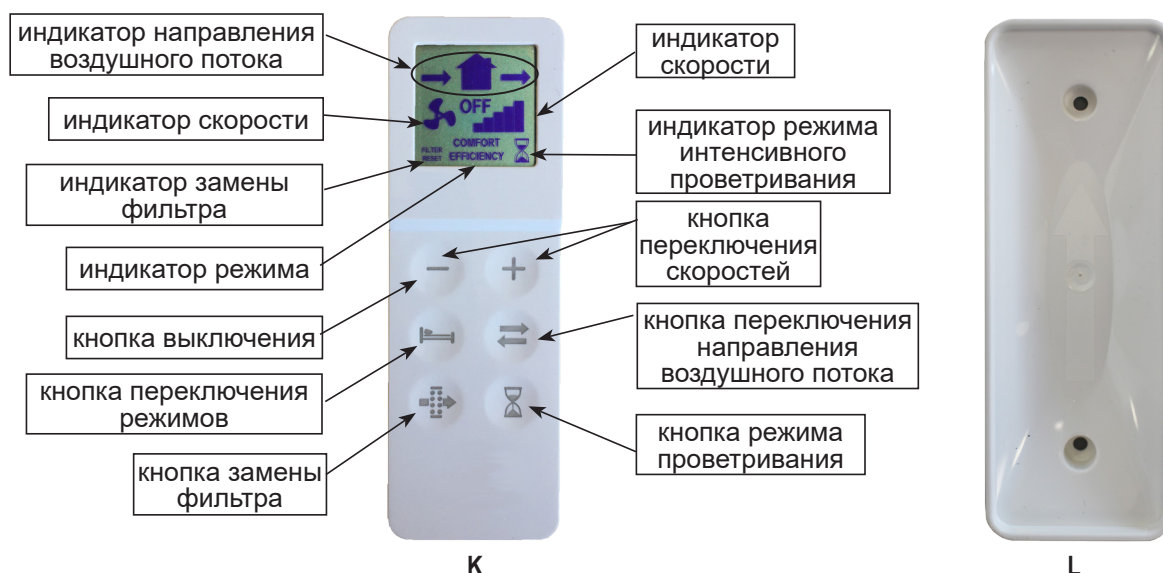 индикатор направления
воздушного потока
индикатор скорости
индикатор замены
фильтра
индикатор режима
кнопка выключения
кнопка переключения
режимов
кнопка замены
фильтра
OFF
COMFORT
FILTER
RESET
EFFICIENCY
индикатор
скорости
индикатор режима
интенсивного
проветривания
кнопка
переключения
скоростей
кнопка переключения
направления
воздушного потока
кнопка режима
проветривания
K
L